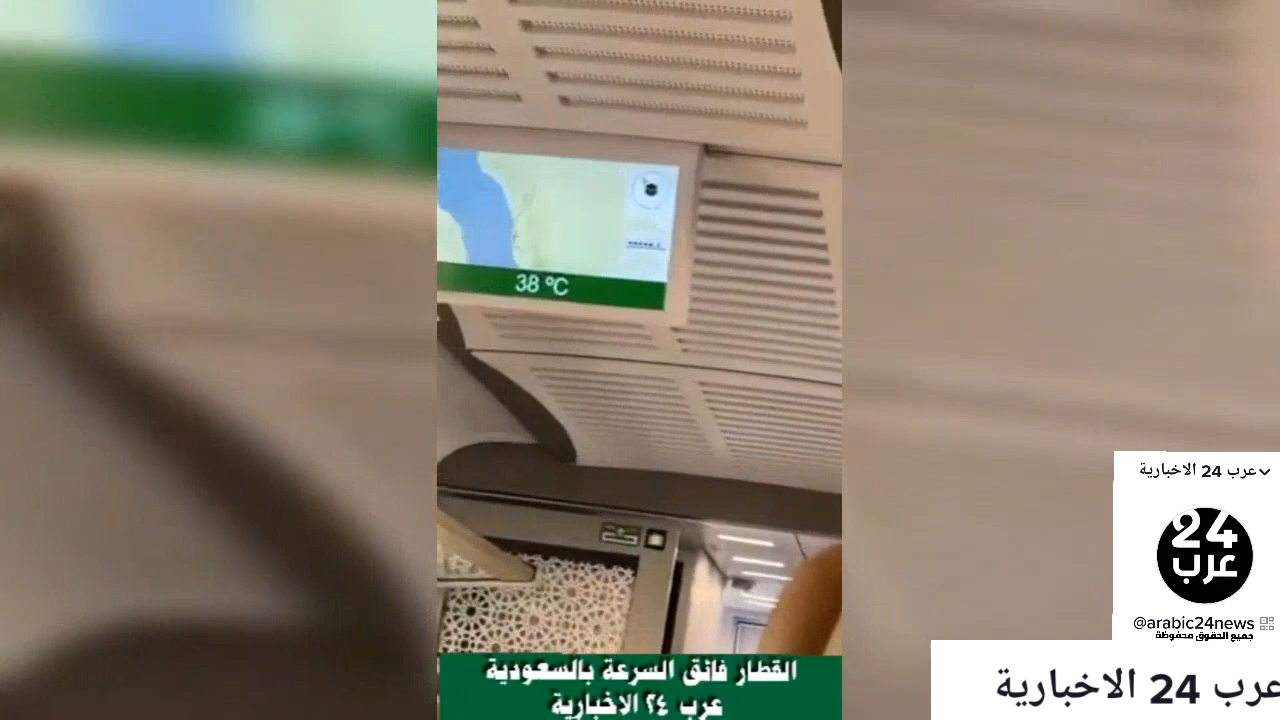 38 °C
القطار فائق السرعة بالسعودية
عرب ٢٤ الاخبارية
عرب 24 الاخبارية
24
عرب
@arabic24news
جميع الحقوق محفوظة
عرب 24 الاخبارية